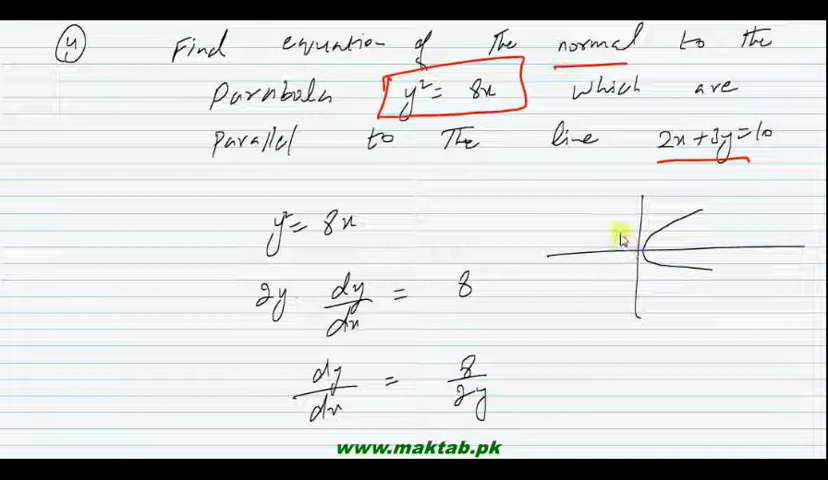 4
Find equation of the normal to the
Parabola y² = 8x which are
Parallel to the line 2x+3y=10
y² = 8x
2y dy/dx = 8
dy/dx = 8/2y
www.maktab.pk